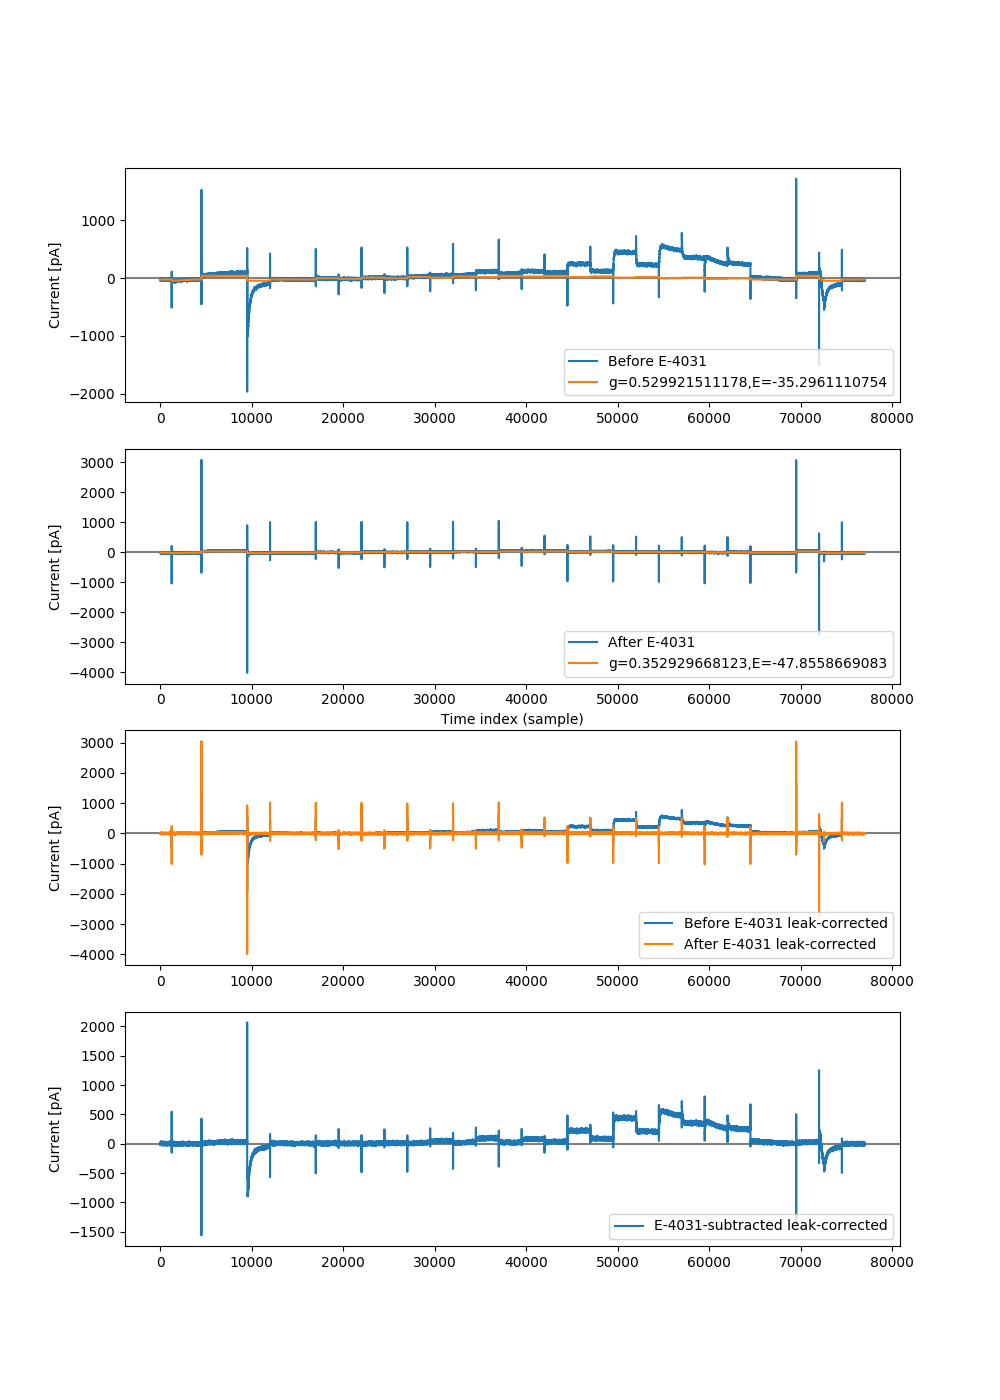 1000
0
−1000
−2000
Current [pA]
Before E-4031
g=0.529921511178,E=-35.2961110754
0 10000 20000 30000 40000 50000 60000 70000 80000
3000
2000
1000
0
−1000
−2000
−3000
−4000
Current [pA]
After E-4031
g=0.352929668123,E=-47.8558669083
0 10000 20000 30000 40000 50000 60000 70000 80000
Time index (sample)
3000
2000
1000
0
−1000
−2000
−3000
−4000
Current [pA]
Before E-4031 leak-corrected
After E-4031 leak-corrected
0 10000 20000 30000 40000 50000 60000 70000 80000
2000
1500
1000
500
0
−500
−1000
−1500
Current [pA]
E-4031-subtracted leak-corrected
0 10000 20000 30000 40000 50000 60000 70000 80000